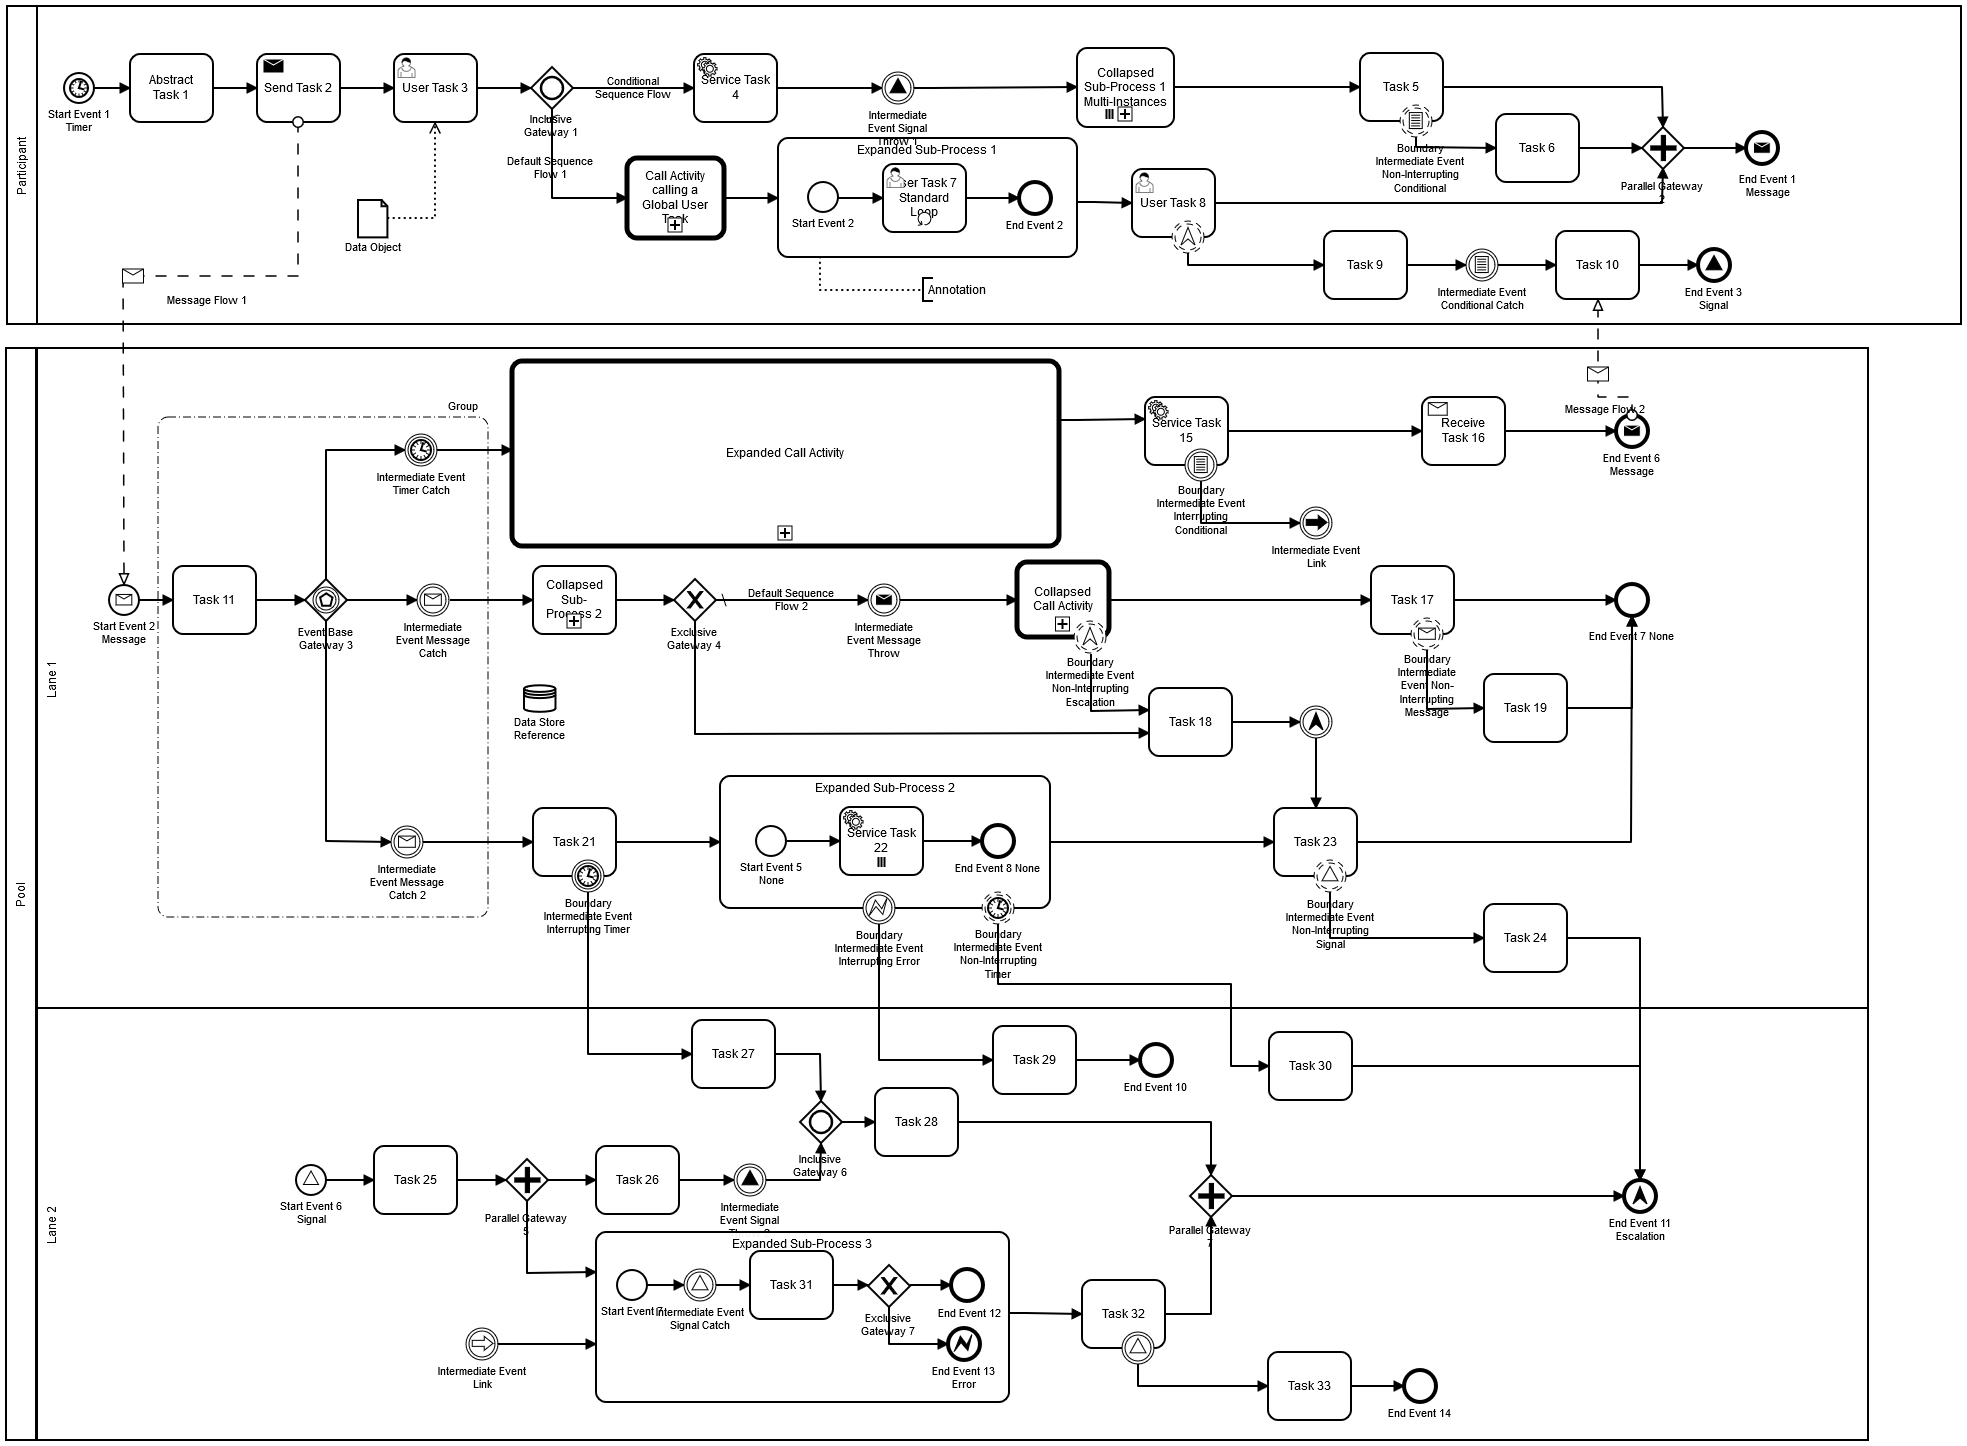 Participant
Start Event 1
Timer
Abstract
Task 1
Send Task 2
User Task 3
Inclusive
Gateway 1
Conditional
Sequence Flow
Service Task
4
Intermediate
Event Signal
Throw 1
Collapsed
Sub-Process 1
Multi-Instances
Task 5
Boundary
Intermediate Event
Non-Interrupting
Conditional
Task 6
Parallel Gateway
End Event 1
Message
Default Sequence
Flow 1
Call Activity
calling a
Global User
Task
Expanded Sub-Process 1
Start Event 2
User Task 7
Standard
Loop
End Event 2
User Task 8
Data Object
Annotation
Task 9
Intermediate Event
Conditional Catch
Task 10
End Event 3
Signal
Message Flow 1
Pool
Lane 1
Group
Intermediate Event
Timer Catch
Expanded Call Activity
Service Task
15
Boundary
Intermediate Event
Interrupting
Conditional
Intermediate Event
Link
Receive
Task 16
Message Flow 2
End Event 6
Message
Start Event 2
Message
Task 11
Event Base
Gateway 3
Intermediate
Event Message
Catch
Collapsed
Sub-
Process 2
Exclusive
Gateway 4
Default Sequence
Flow 2
Intermediate
Event Message
Throw
Collapsed
Call Activity
Boundary
Intermediate Event
Non-Interrupting
Escalation
Task 17
Boundary
Intermediate
Event Non-
Interrupting
Message
End Event 7 None
Data Store
Reference
Task 18
Task 19
Intermediate
Event Message
Catch 2
Task 21
Boundary
Intermediate Event
Interrupting Timer
Expanded Sub-Process 2
Start Event 5
None
Service Task
22
End Event 8 None
Boundary
Intermediate Event
Interrupting Error
Boundary
Intermediate Event
Non-Interrupting
Timer
Task 23
Boundary
Intermediate Event
Non-Interrupting
Signal
Task 24
Lane 2
Task 27
Task 29
End Event 10
Task 30
Inclusive
Gateway 6
Task 28
Start Event 6
Signal
Task 25
Parallel Gateway
5
Task 26
Intermediate
Event Signal
Parallel Gateway
7
End Event 11
Escalation
Expanded Sub-Process 3
Start Event 7
Intermediate Event
Signal Catch
Task 31
Exclusive
Gateway 7
End Event 12
End Event 13
Error
Intermediate Event
Link
Task 32
Task 33
End Event 14